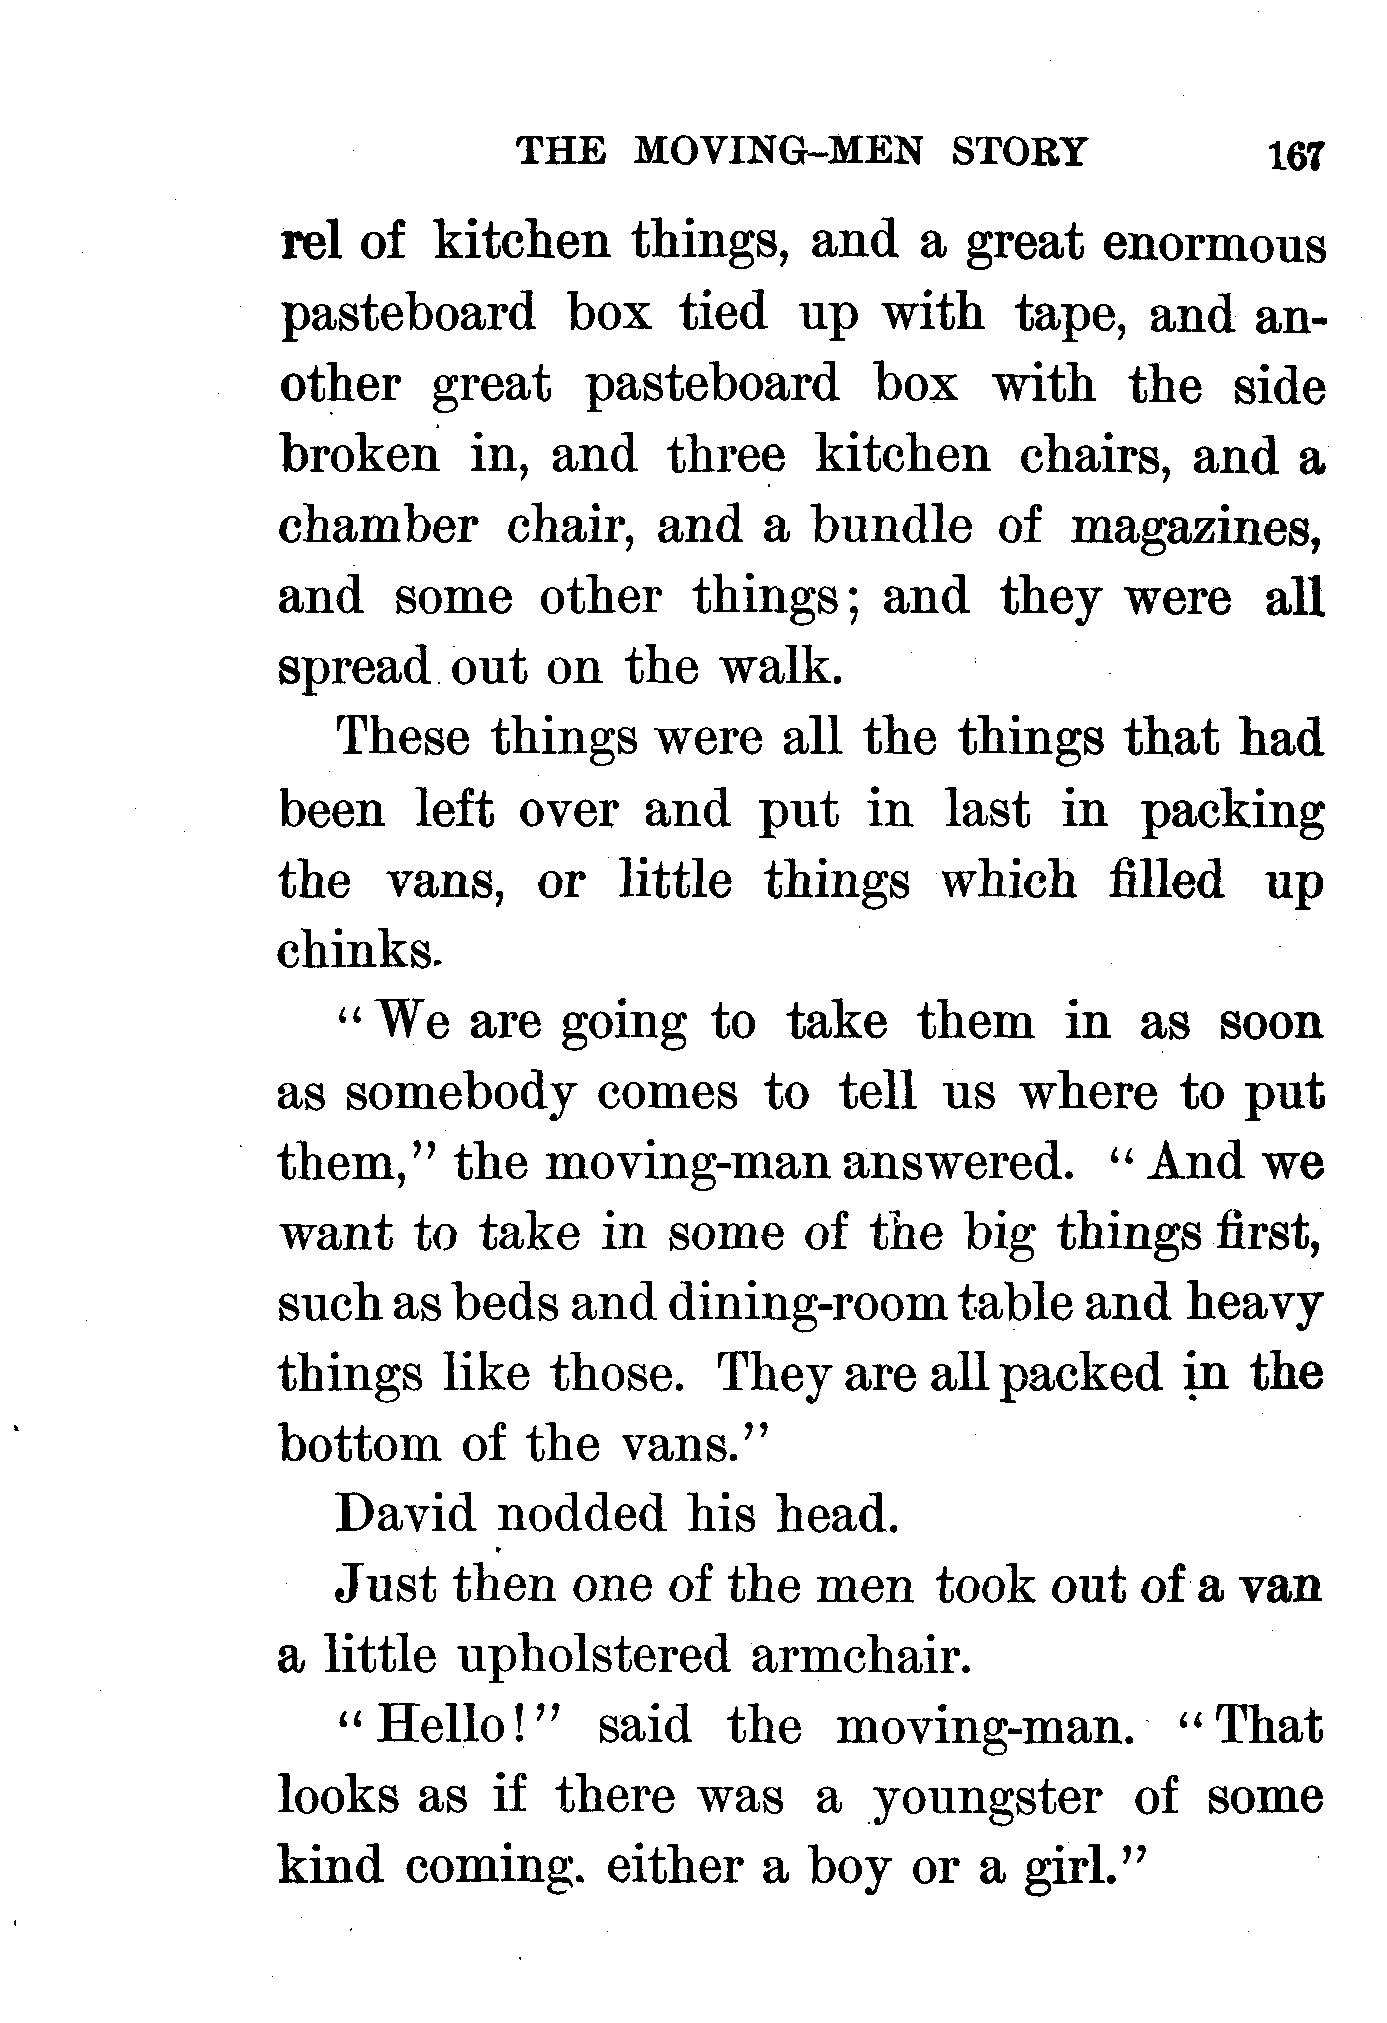 THE MOVING-MEN STORY 167
rel of kitchen things, and a great enormous
pasteboard box tied up with tape, and an-
other great pasteboard box with the side
broken in, and three kitchen chairs, and a
chamber chair, and a bundle of magazines,
and some other things; and they were all
spread out on the walk.
These things were all the things that had
been left over and put in last in packing
the vans, or little things which filled up
chinks.
"We are going to take them in as soon
as somebody comes to tell us where to put
them," the moving-man answered. "And we
want to take in some of the big things first,
such as beds and dining-room table and heavy
things like those. They are all packed in the
bottom of the vans."
David nodded his head.
Just then one of the men took out of a van
a little upholstered armchair.
"Hello!" said the moving-man. "That
looks as if there was a youngster of some
kind coming. either a boy or a girl."